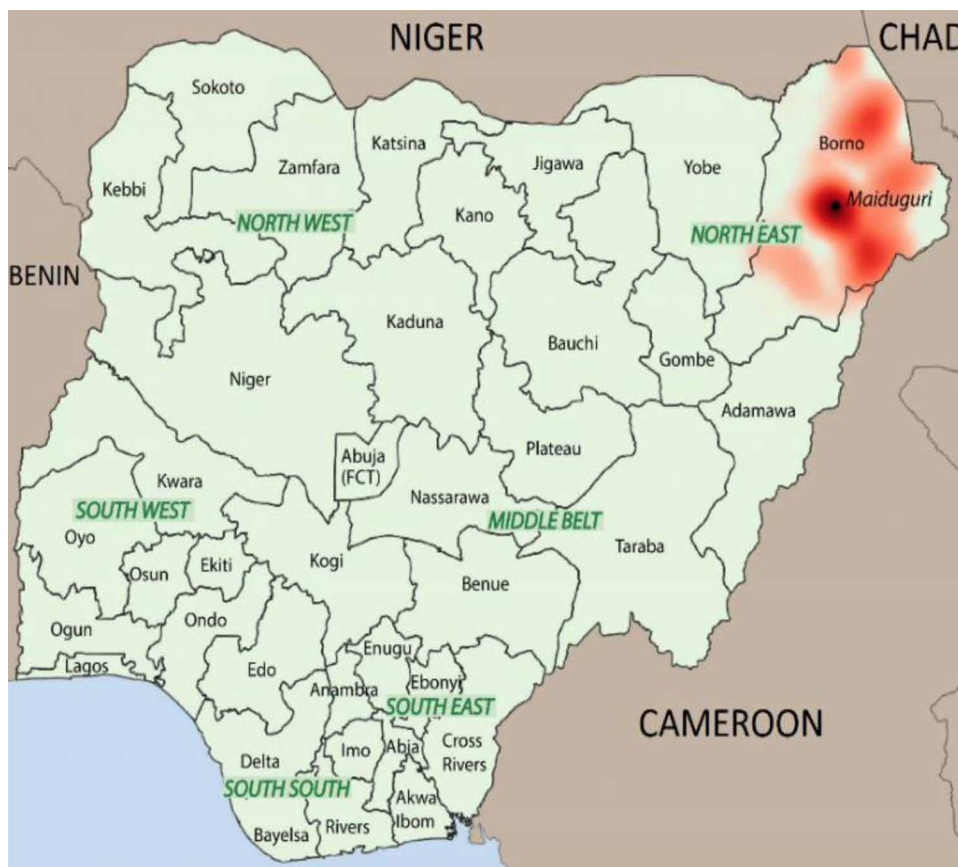 NIGER
CHAD
Sokoto
Katsina
Zamfara
Jigawa
Yobe
Borno
Kebbi
Kano
Maiduguri
NORTH WEST
NORTH EAST
BENIN
Kaduna
Bauchi
Gombe
Niger
Adamawa
Abuja
(FCT)
Plateau
Kwara
Nassarawa
SOUTH WEST
MIDDLE BELT
Oyo
Taraba
Kogi
Osun
Ekiti
Benue
Ondo
Ogun
Enugu
Lagos
Edo
Anambra
Ebonyi
SOUTH EAST
CAMEROON
Delta
Imo
Abia
Cross
Rivers
SOUTH SOUTH
Akwa
Ibom
Bayelsa
Rivers